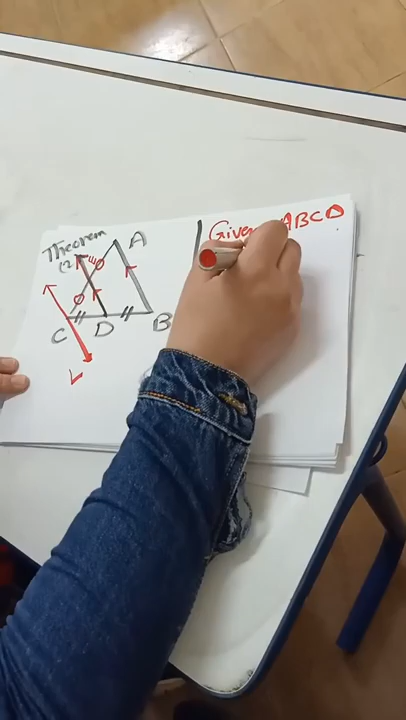 Theorem
(2)
Given ABCD
A
C D B
L